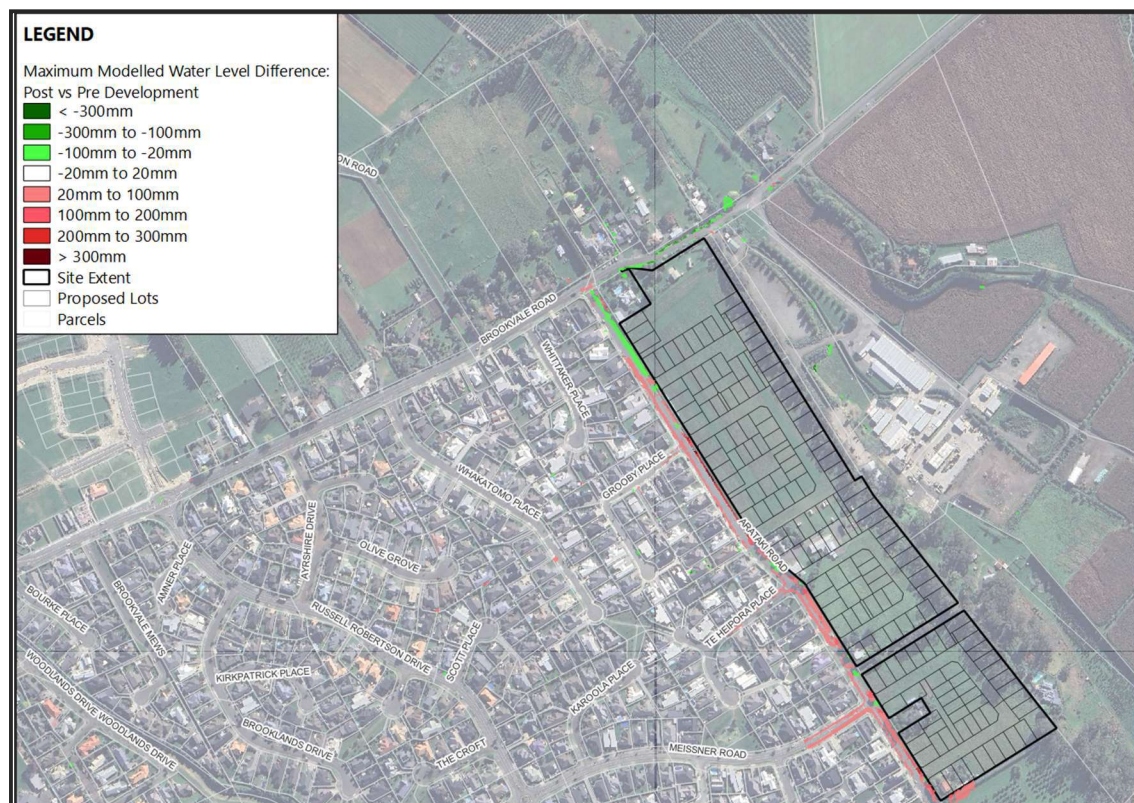 LEGEND
Maximum Modelled Water Level Difference:
Post vs Pre Development
< -300mm
-300mm to -100mm
-100mm to -20mm
-20mm to 20mm
20mm to 100mm
100mm to 200mm
200mm to 300mm
> 300mm
Site Extent
Proposed Lots
Parcels
ON ROAD
BROOKVALE ROAD
WHITTAKER PLACE
GROOBY PLACE
WHAKATOMO PLACE
ARATAKI ROAD
AYRSHIRE DRIVE
OLIVE GROVE
AMNER PLACE
BROOKVALE MEWS
BOURKE PLACE
RUSSELL ROBERTSON DRIVE
SCOTT PLACE
TE HEIPORA PLACE
KAROOLA PLACE
KIRKPATRICK PLACE
WOODLANDS DRIVE WOODLANDS DRIVE
BROOKLANDS DRIVE
THE CROFT
MEISSNER ROAD